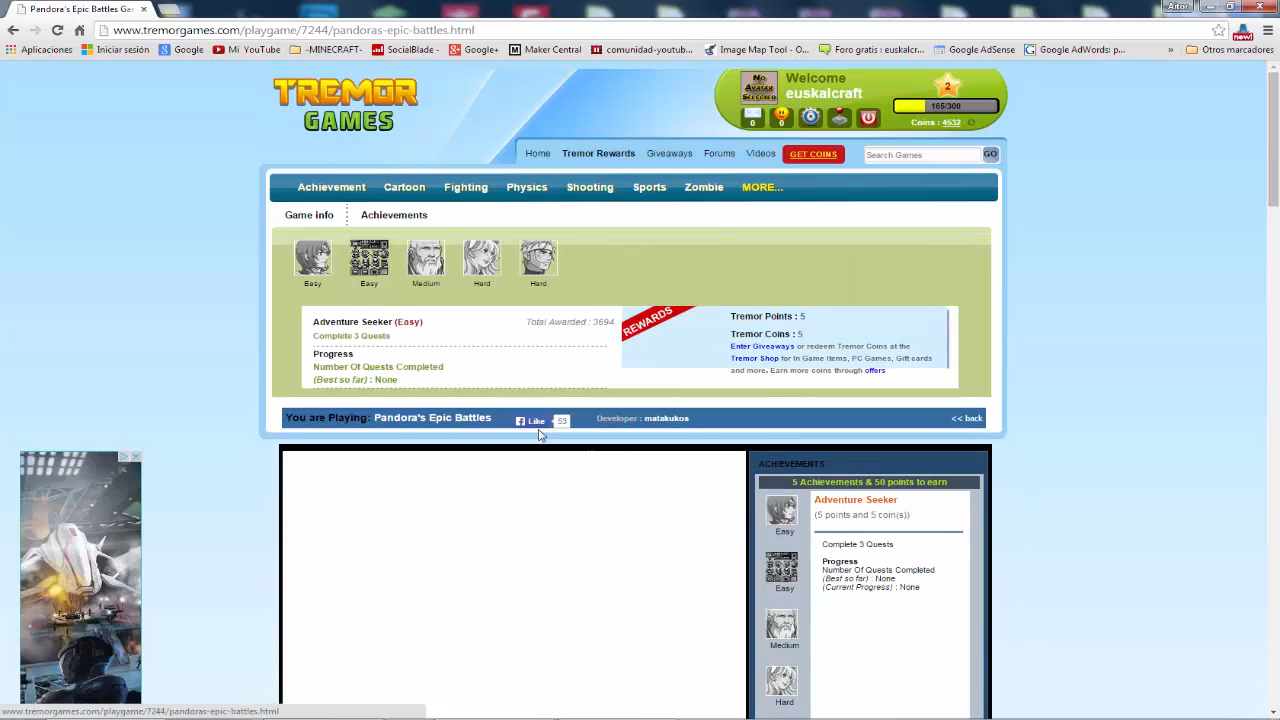 Pandora's Epic Battles Gar
Aitor
www.tremorgames.com/playgame/7244/pandoras-epic-battles.html
Aplicaciones Iniciar sesión Google Mi YouTube -MINECRAFT- SocialBlade - Google+ Maker Central comunidad-youtub... Image Map Tool - O... Foro gratis : euskalcr... Google AdSense Google AdWords: p... » Otros marcadores
new!
TREMOR
GAMES
No
Avatar
Selected
Welcome
euskalcraft
2
165/300
0 0
Coins : 4532
Home Tremor Rewards Giveaways Forums Videos GET COINS Search Games GO
Achievement Cartoon Fighting Physics Shooting Sports Zombie MORE...
Game info Achievements
Easy Easy Medium Hard Hard
Adventure Seeker (Easy) Total Awarded : 3694
Complete 3 Quests
Progress
Number Of Quests Completed
(Best so far) : None
REWARDS
Tremor Points : 5
Tremor Coins : 5
Enter Giveaways or redeem Tremor Coins at the
Tremor Shop for In Game Items, PC Games, Gift cards
and more. Earn more coins through offers
You are Playing: Pandora's Epic Battles Like 53 Developer : matakukos << back
ACHIEVEMENTS
5 Achievements & 50 points to earn
Easy
Easy
Medium
Hard
Adventure Seeker
(5 points and 5 coin(s))
Complete 3 Quests
Progress
Number Of Quests Completed
(Best so far) : None
(Current Progress) : None
www.tremorgames.com/playgame/7244/pandoras-epic-battles.html